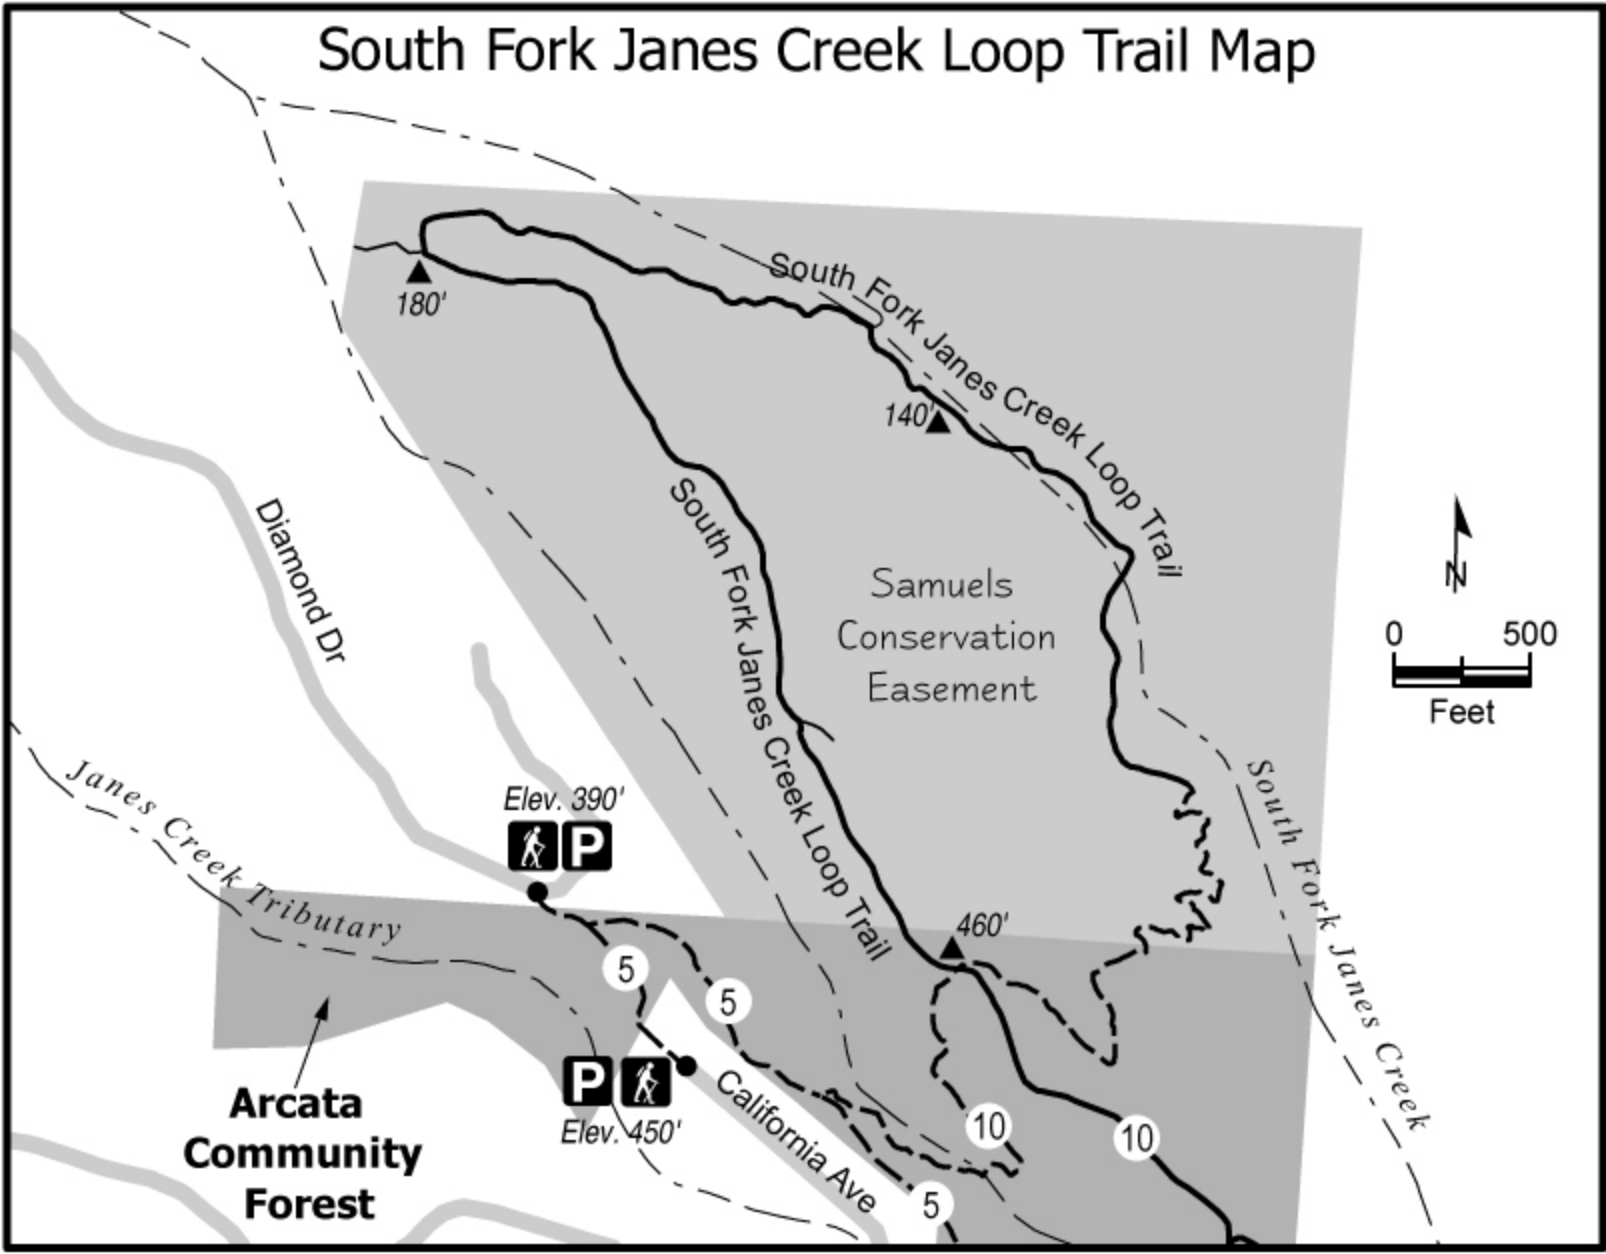 South Fork Janes Creek Loop Trail Map
South Fork Janes Creek Loop Trail
180'
140'
South Fork Janes Creek Loop Trail
Diamond Dr
Samuels
Conservation
Easement
N
0 500
Feet
Janes Creek Tributary
Elev. 390'
P
South Fork Janes Creek
460'
5
5
P
Elev. 450'
California Ave
Arcata
Community
Forest
10
10
5